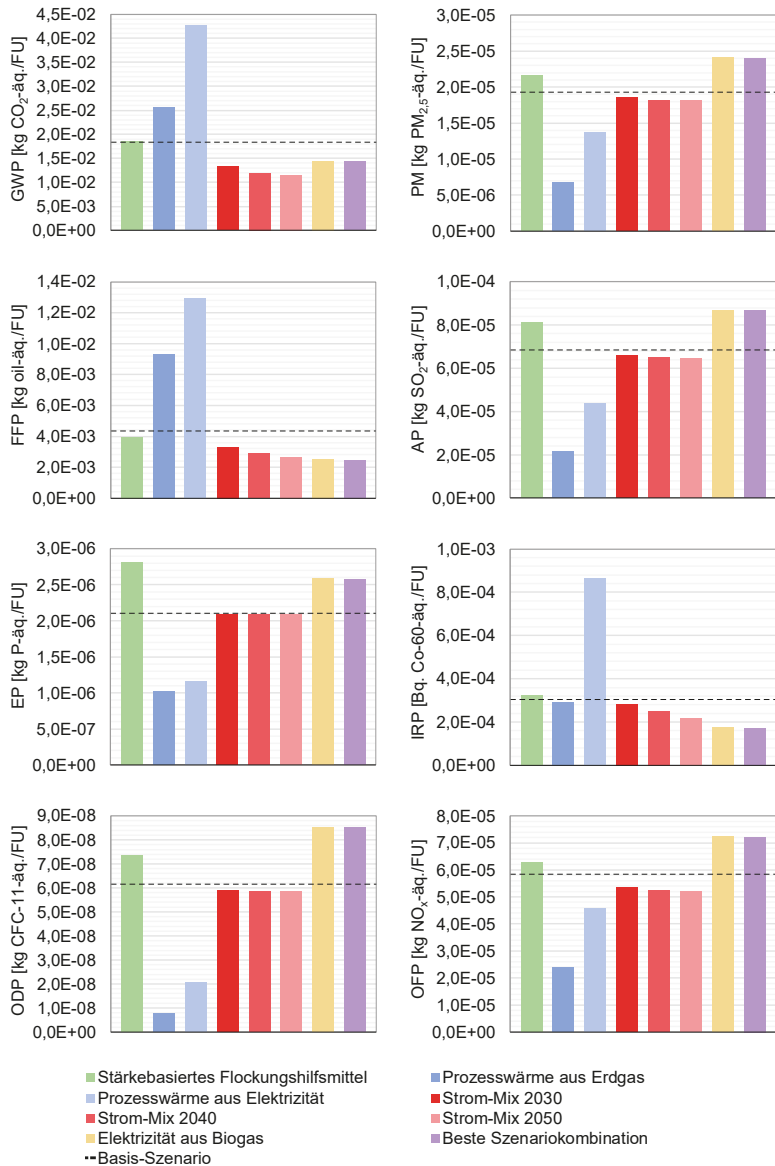 GWP [kg CO₂-äq./FU]
4,5E-02
4,0E-02
3,5E-02
3,0E-02
2,5E-02
2,0E-02
1,5E-02
1,0E-02
5,0E-03
0,0E+00
PM [kg PM₂,₅-äq./FU]
3,0E-05
2,5E-05
2,0E-05
1,5E-05
1,0E-05
5,0E-06
0,0E+00
FFP [kg oil-äq./FU]
1,4E-02
1,2E-02
1,0E-02
8,0E-03
6,0E-03
4,0E-03
2,0E-03
0,0E+00
AP [kg SO₂-äq./FU]
1,0E-04
8,0E-05
6,0E-05
4,0E-05
2,0E-05
0,0E+00
EP [kg P-äq./FU]
3,0E-06
2,5E-06
2,0E-06
1,5E-06
1,0E-06
5,0E-07
0,0E+00
IRP [Bq. Co-60-äq./FU]
1,0E-03
8,0E-04
6,0E-04
4,0E-04
2,0E-04
0,0E+00
ODP [kg CFC-11-äq./FU]
9,0E-08
8,0E-08
7,0E-08
6,0E-08
5,0E-08
4,0E-08
3,0E-08
2,0E-08
1,0E-08
0,0E+00
OFP [kg NOₓ-äq./FU]
8,0E-05
7,0E-05
6,0E-05
5,0E-05
4,0E-05
3,0E-05
2,0E-05
1,0E-05
0,0E+00
Stärkebasiertes Flockungshilfsmittel
Prozesswärme aus Erdgas
Prozesswärme aus Elektrizität
Strom-Mix 2030
Strom-Mix 2040
Strom-Mix 2050
Elektrizität aus Biogas
Beste Szenariokombination
Basis-Szenario